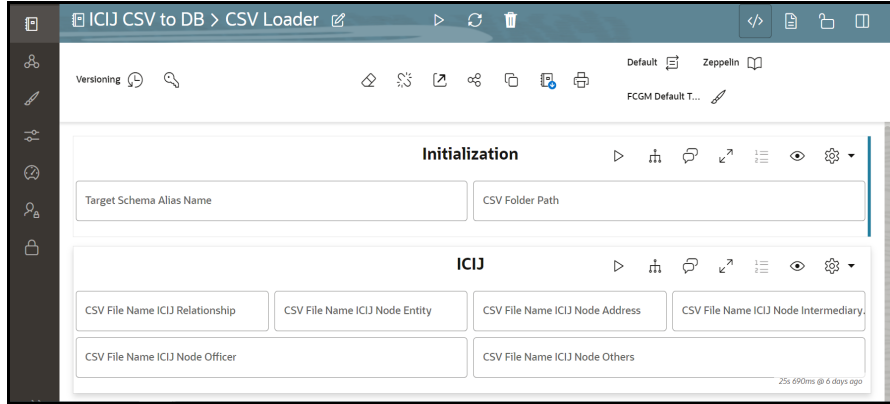 ICIJ CSV to DB > CSV Loader
</>
Versioning
Default
Zeppelin
FCGM Default T...
Initialization
Target Schema Alias Name
CSV Folder Path
ICIJ
CSV File Name ICIJ Relationship
CSV File Name ICIJ Node Entity
CSV File Name ICIJ Node Address
CSV File Name ICIJ Node Intermediary.
CSV File Name ICIJ Node Officer
CSV File Name ICIJ Node Others
25s 690ms @ 6 days ago